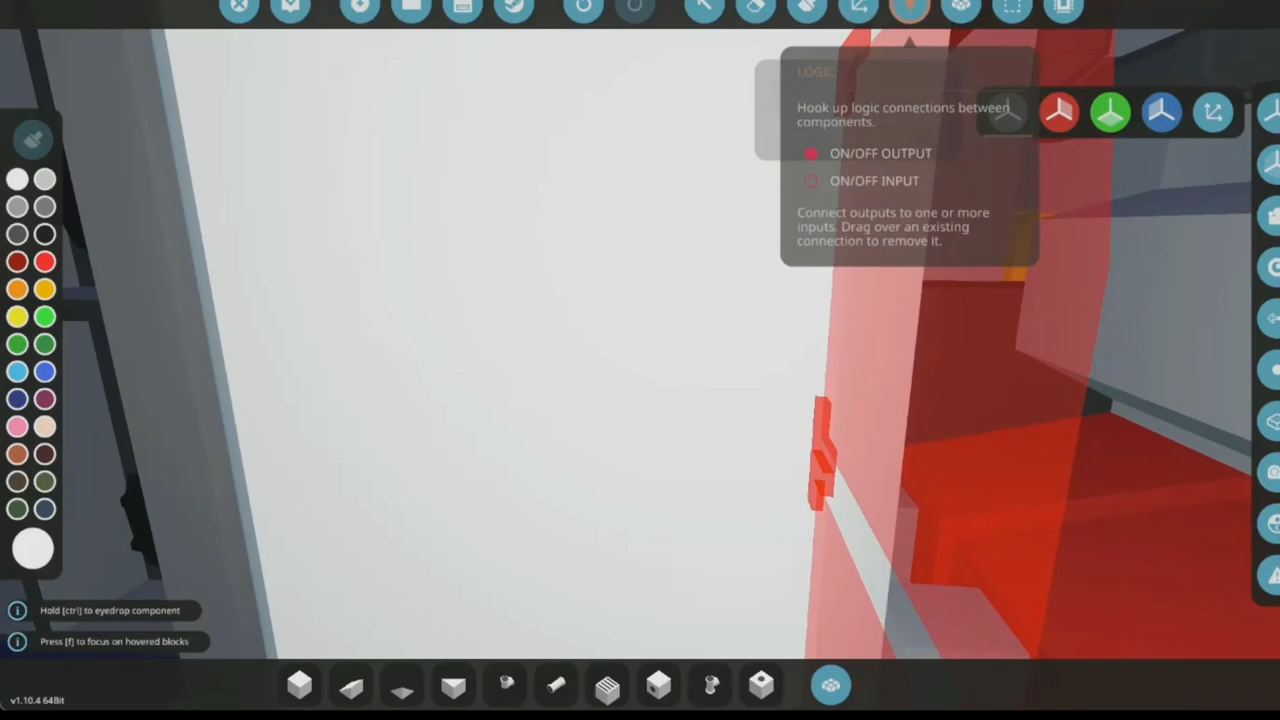 LOGIC
Hook up logic connections between
components.
ON/OFF OUTPUT
ON/OFF INPUT
Connect outputs to one or more
inputs. Drag over an existing
connection to remove it.
Hold [ctrl] to eyedrop component
Press [f] to focus on hovered blocks
v1.10.4 64Bit